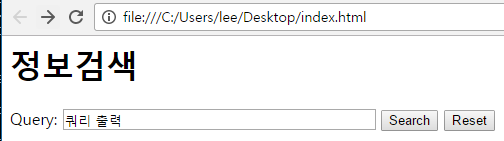 file:///C:/Users/lee/Desktop/index.html
정보검색
Query: 쿼리 출력 Search Reset